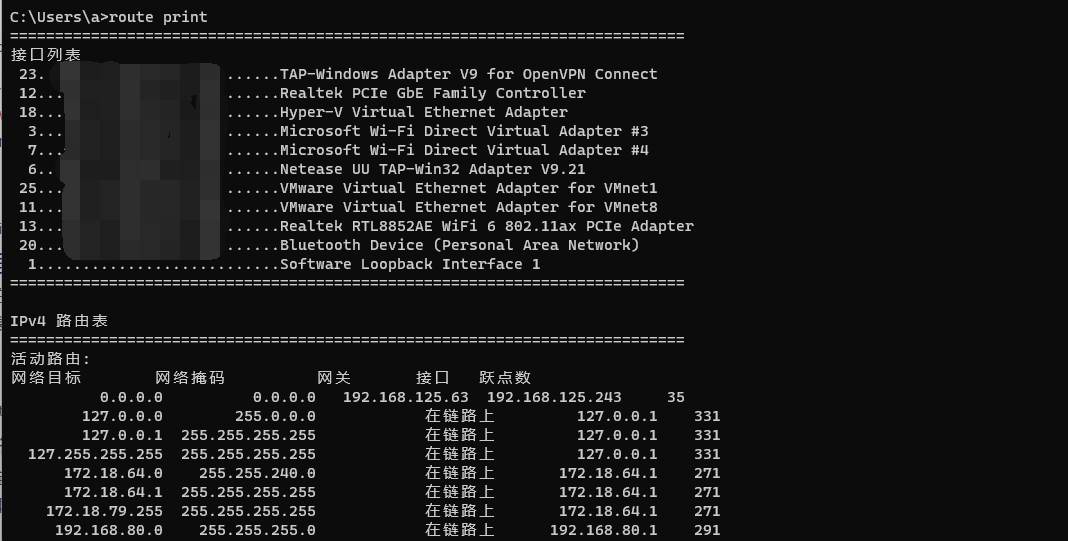 C:\Users\a>route print
===========================================================================
接口列表
 23... ......TAP-Windows Adapter V9 for OpenVPN Connect
 12... ......Realtek PCIe GbE Family Controller
 18... ......Hyper-V Virtual Ethernet Adapter
  3... ......Microsoft Wi-Fi Direct Virtual Adapter #3
  7... ......Microsoft Wi-Fi Direct Virtual Adapter #4
  6.. ......Netease UU TAP-Win32 Adapter V9.21
 25... ......VMware Virtual Ethernet Adapter for VMnet1
 11... ......VMware Virtual Ethernet Adapter for VMnet8
 13... ......Realtek RTL8852AE WiFi 6 802.11ax PCIe Adapter
 20... ......Bluetooth Device (Personal Area Network)
  1...........................Software Loopback Interface 1
===========================================================================
IPv4 路由表
===========================================================================
活动路由:
网络目标        网络掩码          网关       接口   跃点数
          0.0.0.0          0.0.0.0   192.168.125.63  192.168.125.243     35
        127.0.0.0        255.0.0.0            在链路上         127.0.0.1    331
        127.0.0.1  255.255.255.255            在链路上         127.0.0.1    331
  127.255.255.255  255.255.255.255            在链路上         127.0.0.1    331
      172.18.64.0    255.255.240.0            在链路上       172.18.64.1    271
      172.18.64.1  255.255.255.255            在链路上       172.18.64.1    271
    172.18.79.255  255.255.255.255            在链路上       172.18.64.1    271
     192.168.80.0    255.255.255.0            在链路上      192.168.80.1    291